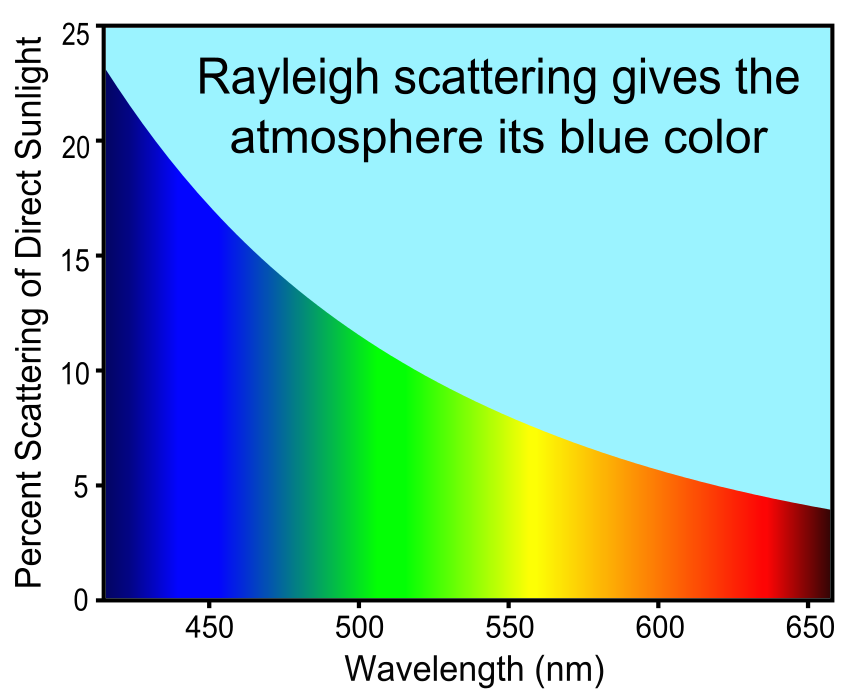 Rayleigh scattering gives the
atmosphere its blue color
Percent Scattering of Direct Sunlight
25
20
15
10
5
0
450 500 550 600 650
Wavelength (nm)